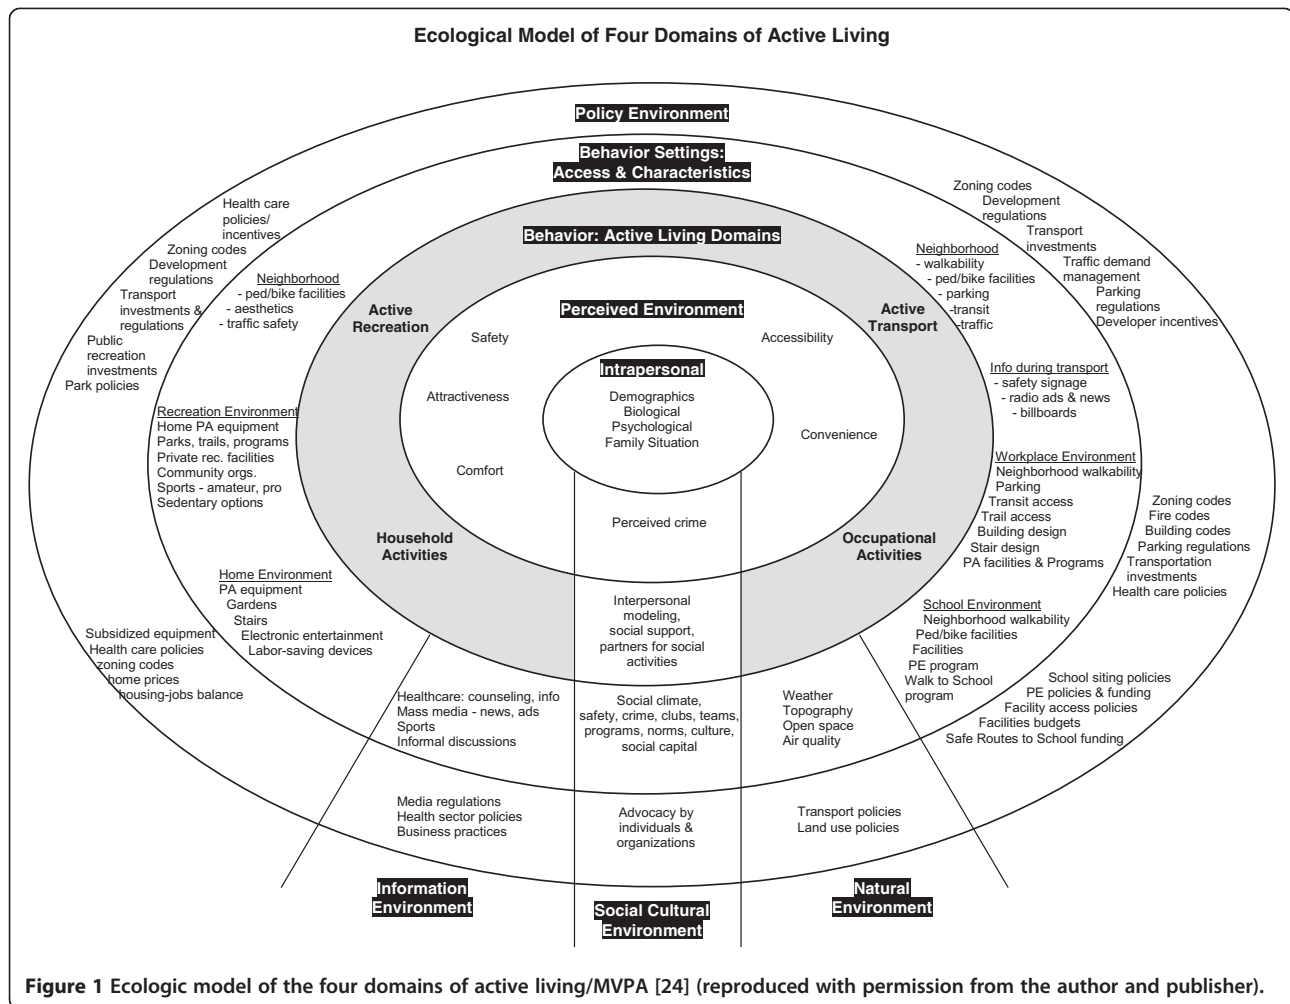 Ecological Model of Four Domains of Active Living
Policy Environment
Behavior Settings:
Access & Characteristics
Behavior: Active Living Domains
Perceived Environment
Intrapersonal
Demographics
Biological
Psychological
Family Situation
Safety
Attractiveness
Comfort
Accessibility
Convenience
Perceived crime
Active
Recreation
Active
Transport
Household
Activities
Occupational
Activities
Interpersonal
modeling,
social support,
partners for social
activities
Health care
policies/
incentives
Zoning codes
Development
regulations
Transport
investments &
regulations
Public
recreation
investments
Park policies
Neighborhood
- ped/bike facilities
- aesthetics
- traffic safety
Recreation Environment
Home PA equipment
Parks, trails, programs
Private rec. facilities
Community orgs.
Sports - amateur, pro
Sedentary options
Home Environment
PA equipment
Gardens
Stairs
Electronic entertainment
Labor-saving devices
Subsidized equipment
Health care policies
zoning codes
home prices
housing-jobs balance
Zoning codes
Development
regulations
Transport
investments
Traffic demand
management
Parking
regulations
Developer incentives
Neighborhood
- walkability
- ped/bike facilities
- parking
-transit
-traffic
Info during transport
- safety signage
- radio ads & news
- billboards
Workplace Environment
Neighborhood walkability
Parking
Transit access
Trail access
Building design
Stair design
PA facilities & Programs
Zoning codes
Fire codes
Building codes
Parking regulations
Transportation
investments
Health care policies
School Environment
Neighborhood walkability
Ped/bike facilities
Facilities
PE program
Walk to School
program
School siting policies
PE policies & funding
Facility access policies
Facilities budgets
Safe Routes to School funding
Healthcare: counseling, info
Mass media - news, ads
Sports
Informal discussions
Social climate,
safety, crime, clubs, teams,
programs, norms, culture,
social capital
Weather
Topography
Open space
Air quality
Media regulations
Health sector policies
Business practices
Advocacy by
individuals &
organizations
Transport policies
Land use policies
Information
Environment
Social Cultural
Environment
Natural
Environment
Figure 1 Ecologic model of the four domains of active living/MVPA [24] (reproduced with permission from the author and publisher).